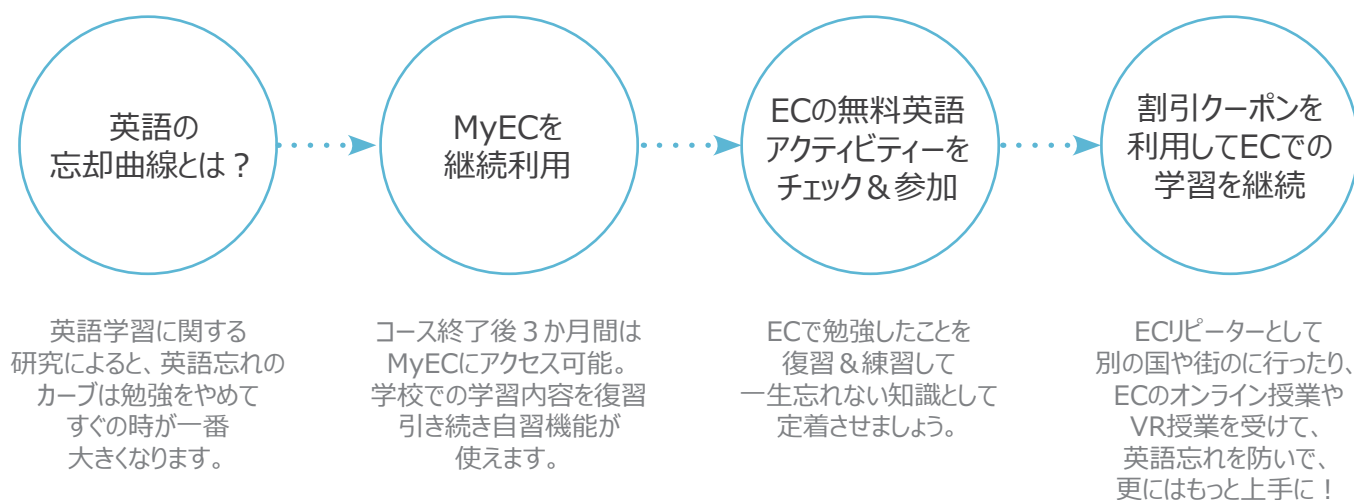 英語の
忘却曲線とは？
MyECを
継続利用
ECの無料英語
アクティビティーを
チェック＆参加
割引クーポンを
利用してECでの
学習を継続
英語学習に関する
研究によると、英語忘れの
カーブは勉強をやめて
すぐの時が一番
大きくなります。
コース終了後３か月間は
MyECにアクセス可能。
学校での学習内容を復習
引き続き自習機能が
使えます。
ECで勉強したことを
復習＆練習して
一生忘れない知識として
定着させましょう。
ECリピーターとして
別の国や街のに行ったり、
ECのオンライン授業や
VR授業を受けて、
英語忘れを防いで、
更にはもっと上手に！